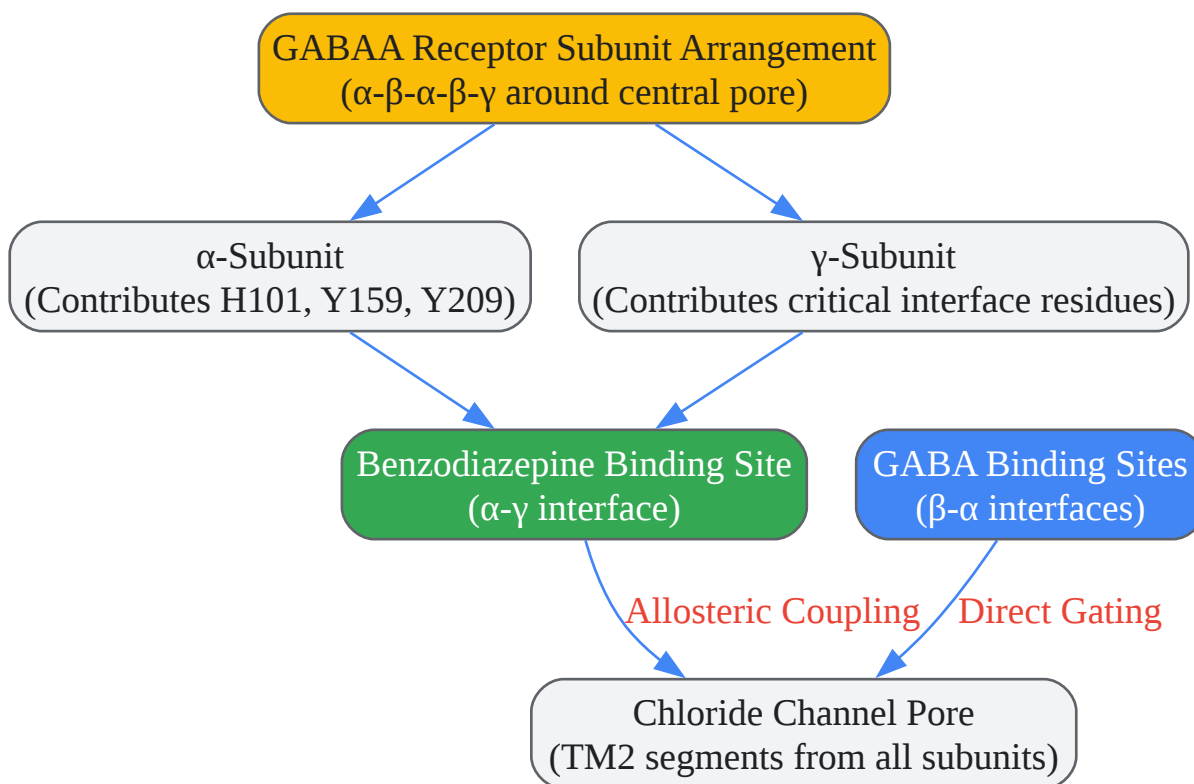 GABAA Receptor Subunit Arrangement
(α-β-α-β-γ around central pore)
α-Subunit
(Contributes H101, Y159, Y209)
γ-Subunit
(Contributes critical interface residues)
Benzodiazepine Binding Site
(α-γ interface)
GABA Binding Sites
(β-α interfaces)
Allosteric Coupling
Direct Gating
Chloride Channel Pore
(TM2 segments from all subunits)